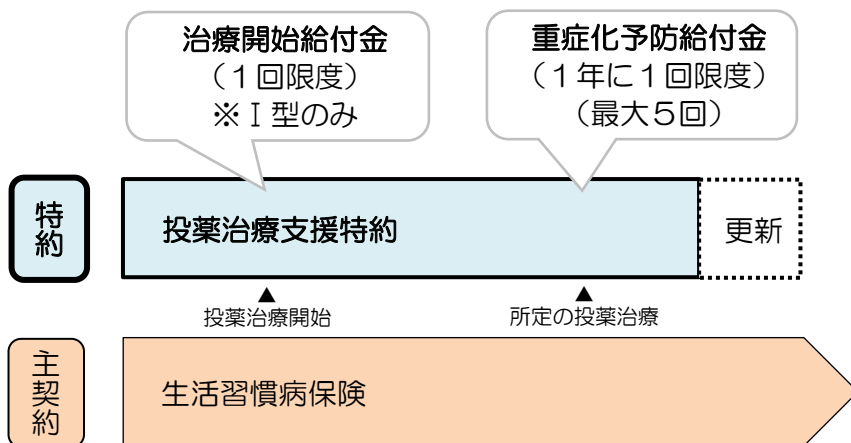 治療開始給付金
（１回限度）
※Ⅰ型のみ
重症化予防給付金
（１年に１回限度）
（最大５回）
特約
投薬治療支援特約
更新
▲
投薬治療開始
▲
所定の投薬治療
主契約
生活習慣病保険